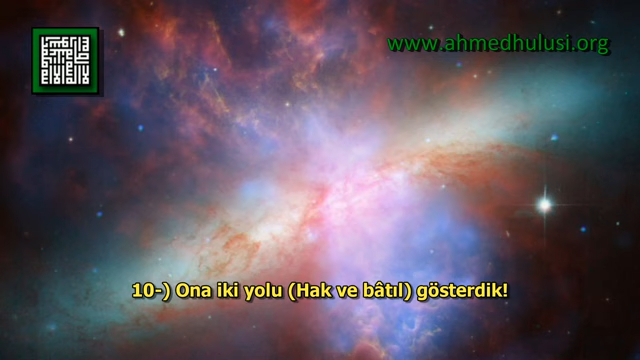 www.ahmedhulusi.org
10-) Ona iki yolu (Hak ve bâtıl) gösterdik!